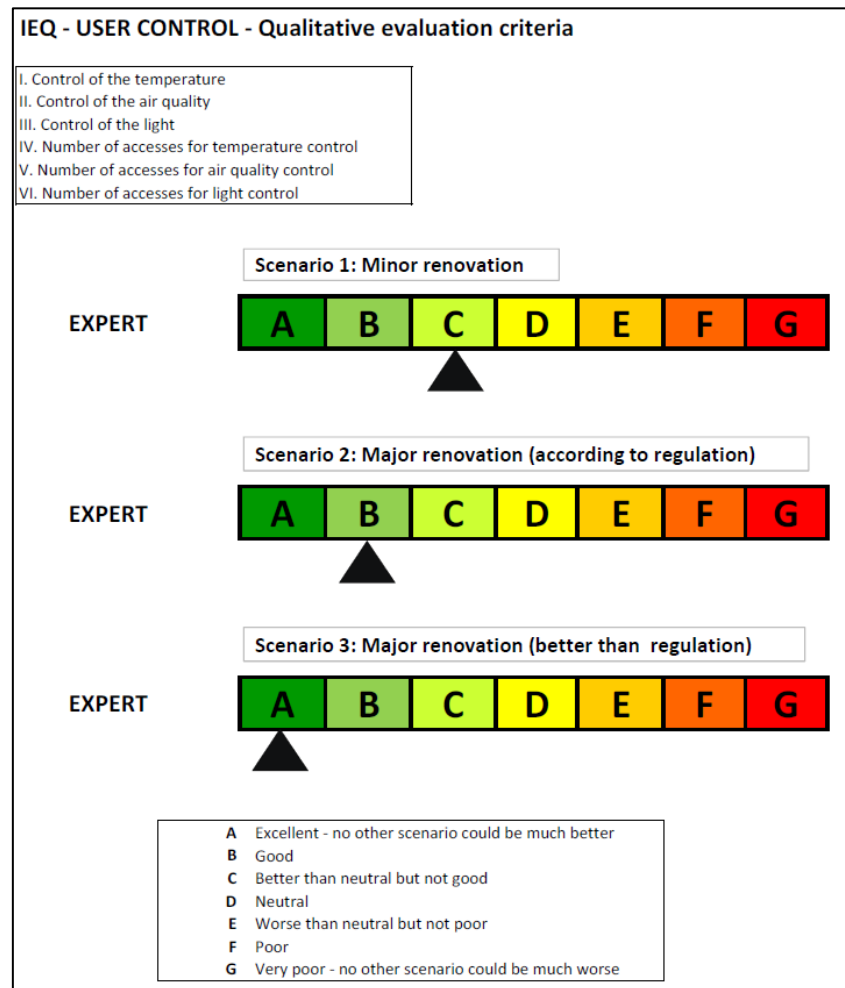 IEQ - USER CONTROL - Qualitative evaluation criteria
I. Control of the temperature
II. Control of the air quality
III. Control of the light
IV. Number of accesses for temperature control
V. Number of accesses for air quality control
VI. Number of accesses for light control
Scenario 1: Minor renovation
EXPERT A B C D E F G
Scenario 2: Major renovation (according to regulation)
EXPERT A B C D E F G
Scenario 3: Major renovation (better than regulation)
EXPERT A B C D E F G
A Excellent - no other scenario could be much better
B Good
C Better than neutral but not good
D Neutral
E Worse than neutral but not poor
F Poor
G Very poor - no other scenario could be much worse